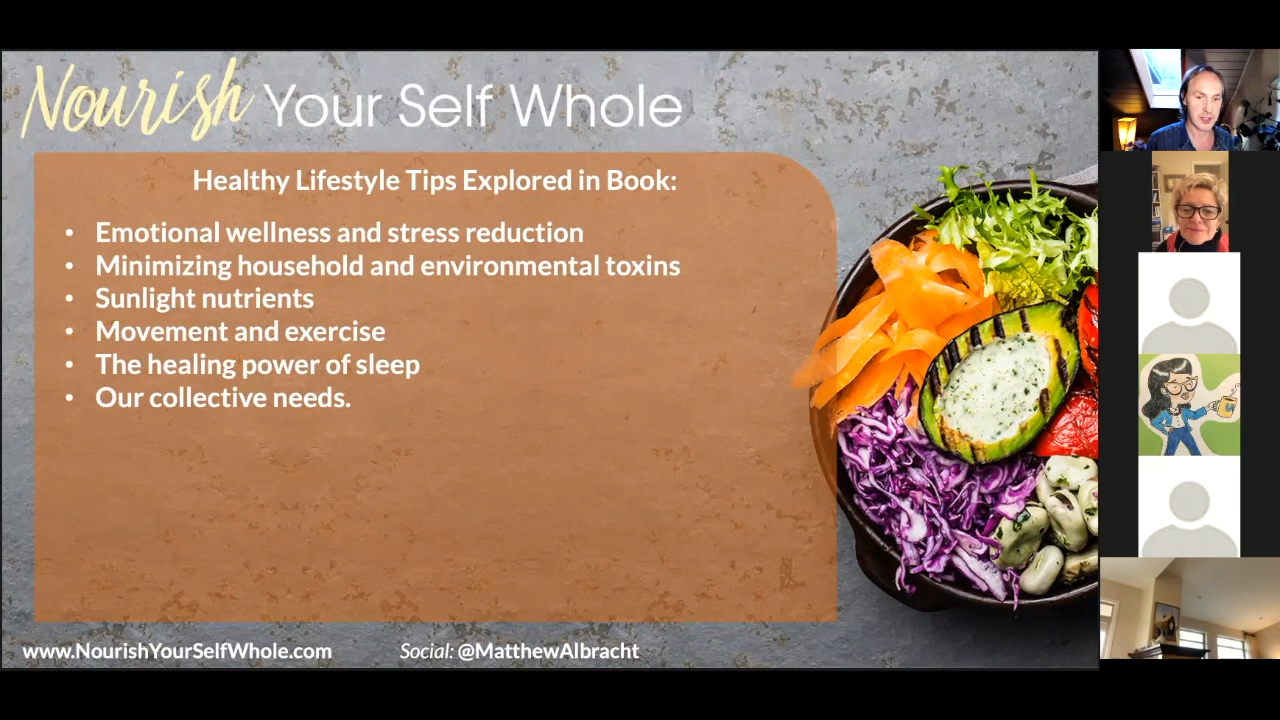 Nourish Your Self Whole
Healthy Lifestyle Tips Explored in Book:
• Emotional wellness and stress reduction
• Minimizing household and environmental toxins
• Sunlight nutrients
• Movement and exercise
• The healing power of sleep
• Our collective needs.
www.NourishYourSelfWhole.com Social: @MatthewAlbracht